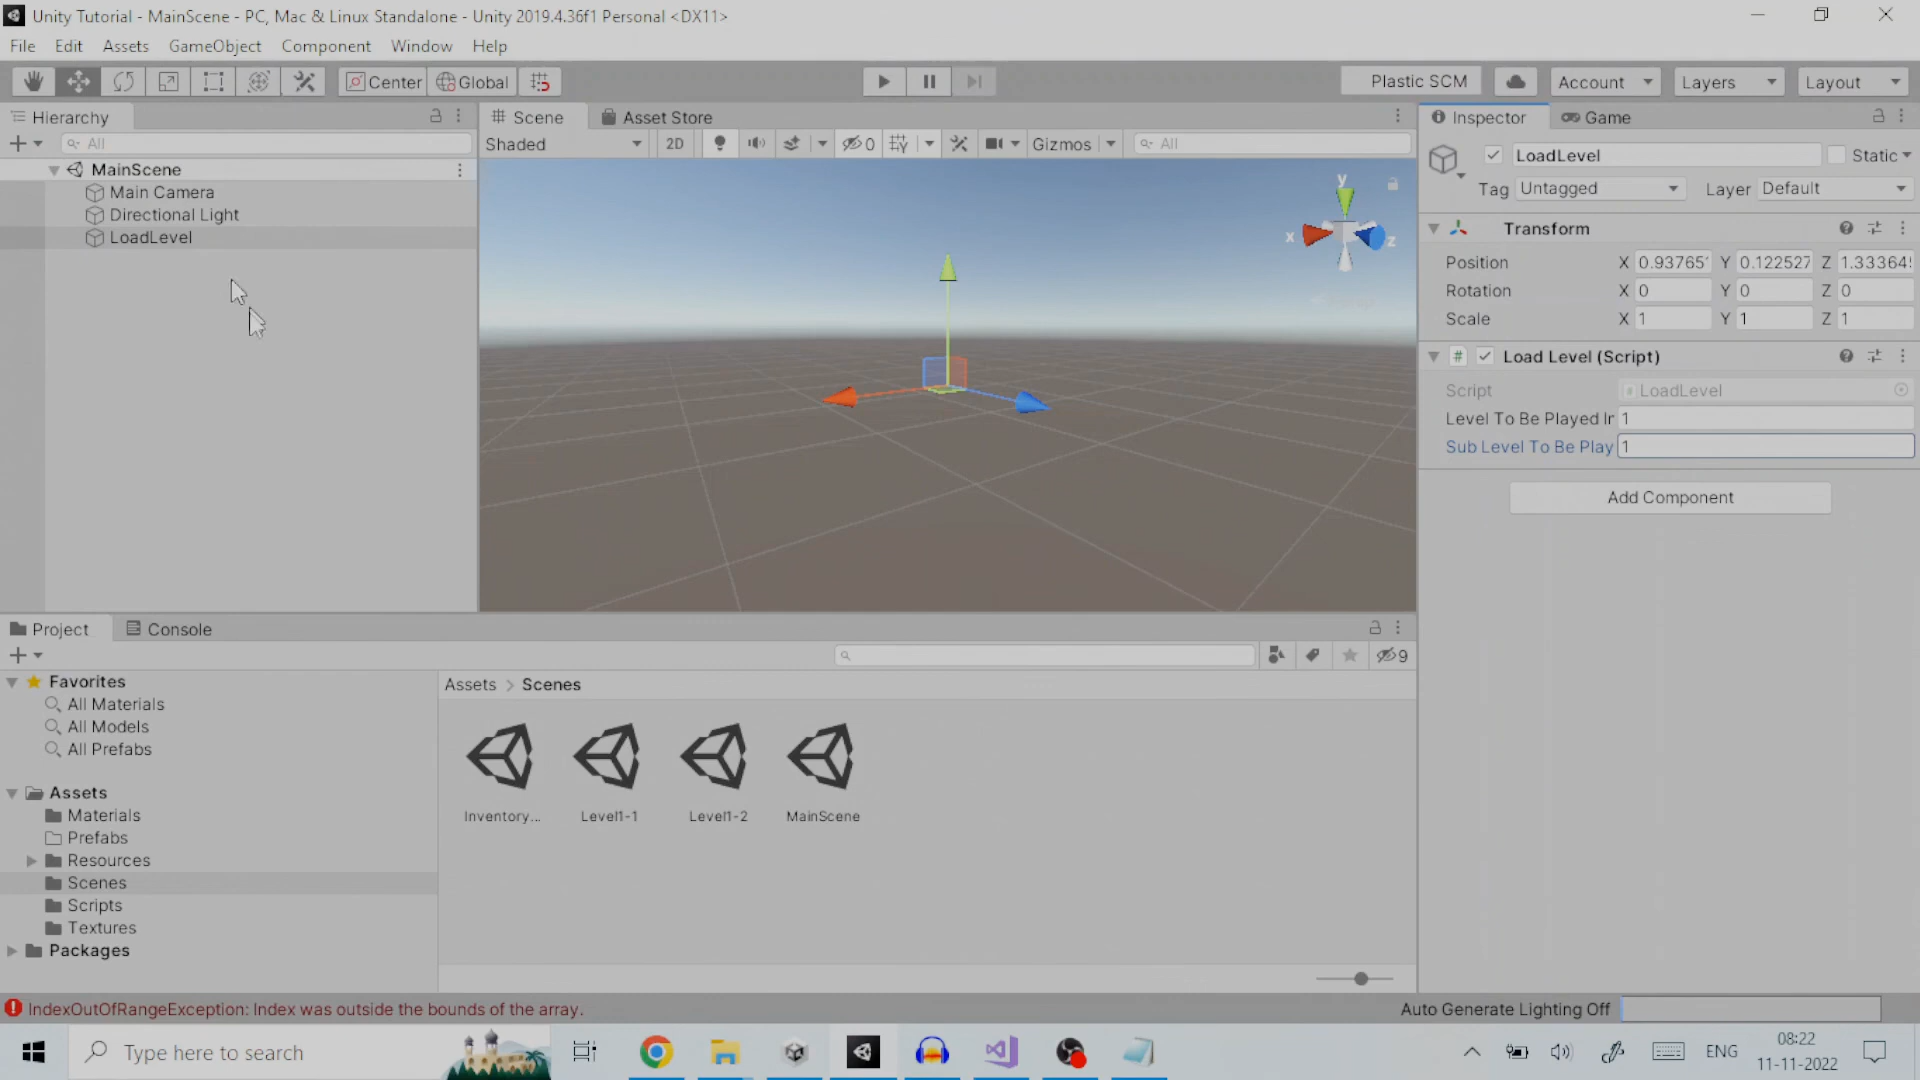 Unity Tutorial - MainScene - PC, Mac & Linux Standalone - Unity 2019.4.36f1 Personal <DX11>
File Edit Assets GameObject Component Window Help
Center Global Plastic SCM Account Layers Layout
Hierarchy
All
MainScene
Main Camera
Directional Light
LoadLevel
Scene Asset Store
Shaded 2D 0 Gizmos All
y
x
z
Inspector Game
LoadLevel Static
Tag Untagged Layer Default
Transform
Position X 0.93765 Y 0.122527 Z 1.33364
Rotation X 0 Y 0 Z 0
Scale X 1 Y 1 Z 1
# Load Level (Script)
Script LoadLevel
Level To Be Played Ir 1
Sub Level To Be Play 1
Add Component
Project Console
9
Favorites
All Materials
All Models
All Prefabs
Assets
Materials
Prefabs
Resources
Scenes
Scripts
Textures
Packages
Assets > Scenes
Inventory...
Level1-1
Level1-2
MainScene
IndexOutOfRangeException: Index was outside the bounds of the array.
Auto Generate Lighting Off
Type here to search
ENG
08:22
11-11-2022